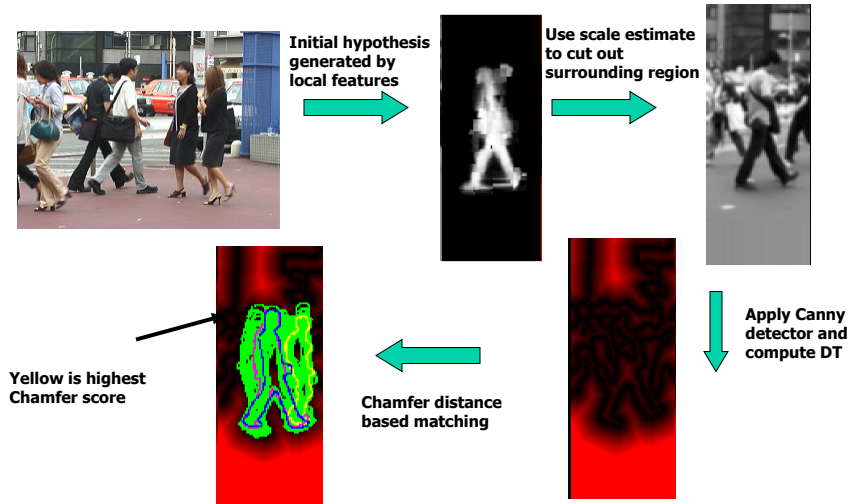 Initial hypothesis
generated by
local features
Use scale estimate
to cut out
surrounding region
Apply Canny
detector and
compute DT
Chamfer distance
based matching
Yellow is highest
Chamfer score